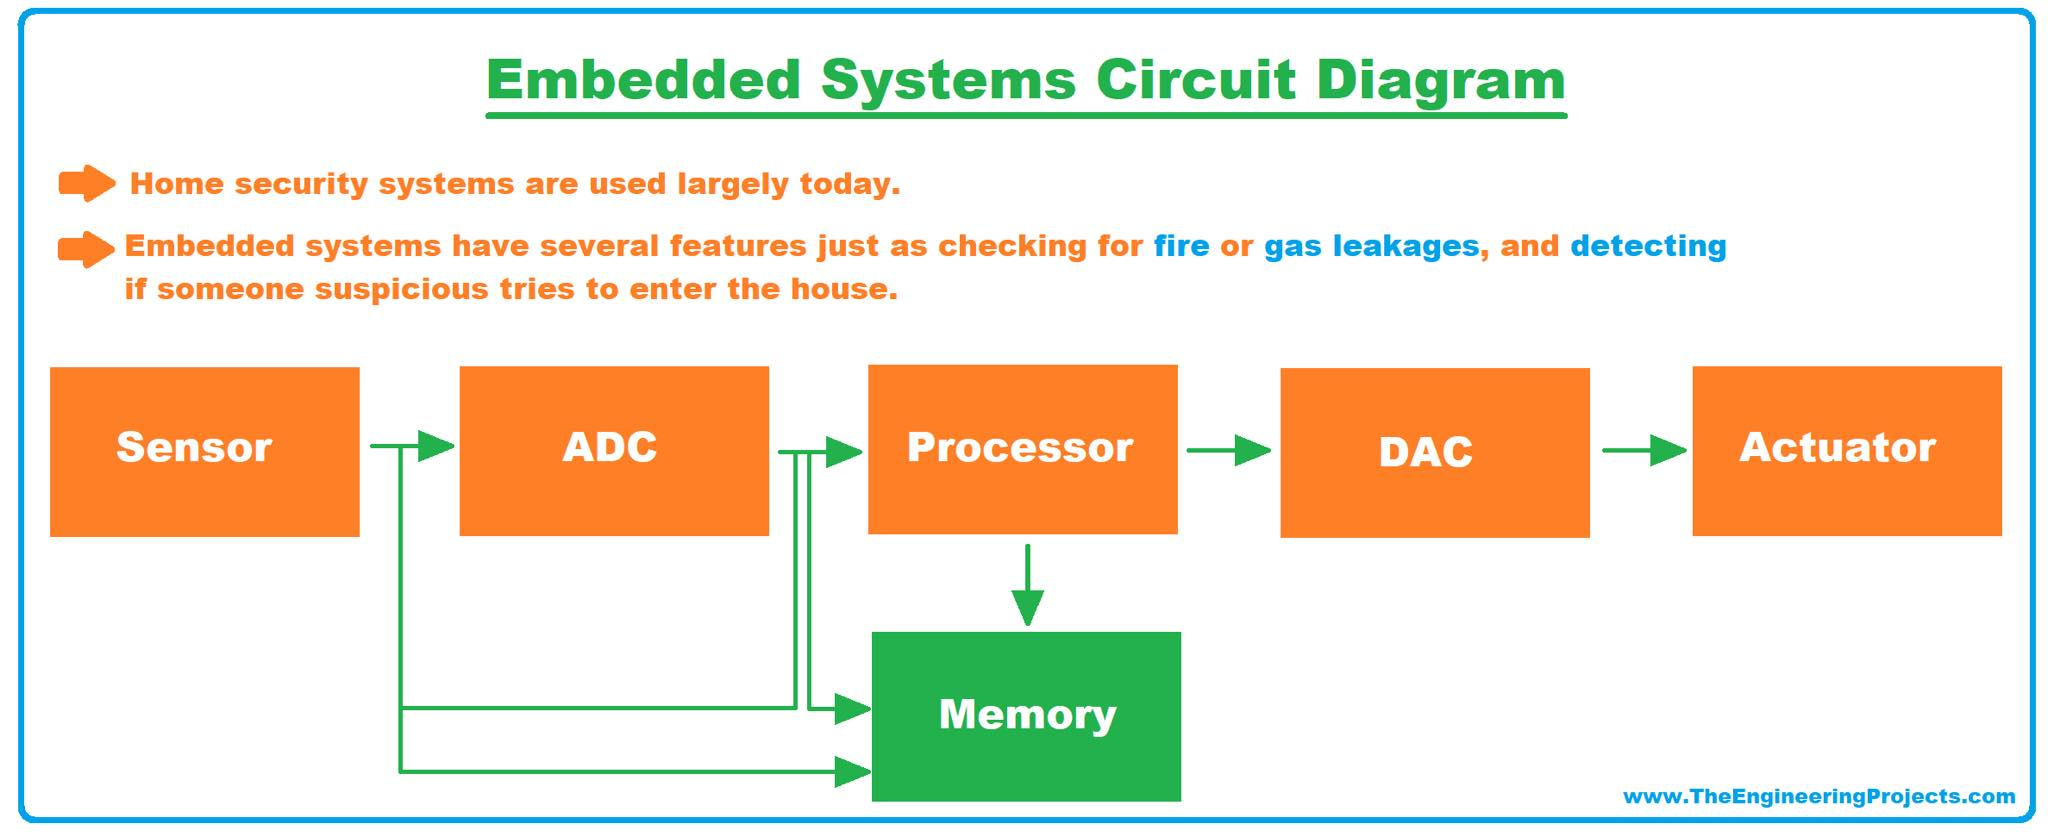 Embedded Systems Circuit Diagram
Home security systems are used largely today.
Embedded systems have several features just as checking for fire or gas leakages, and detecting
if someone suspicious tries to enter the house.
Sensor
ADC
Processor
DAC
Actuator
Memory
www.TheEngineeringProjects.com